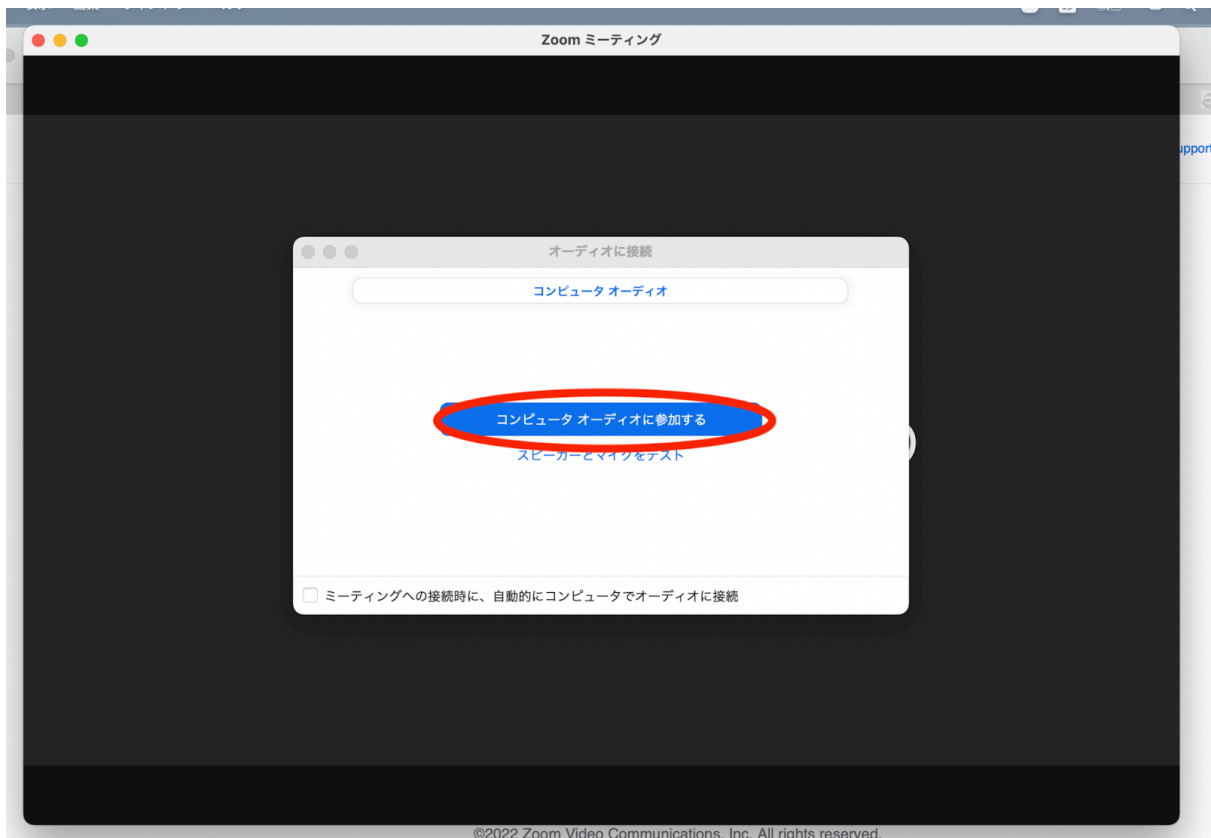 Zoom ミーティング
upport
オーディオに接続
コンピュータ オーディオ
コンピュータ オーディオに参加する
スピーカーとマイクをテスト
ミーティングへの接続時に、自動的にコンピュータでオーディオに接続
©2022 Zoom Video Communications, Inc. All rights reserved.